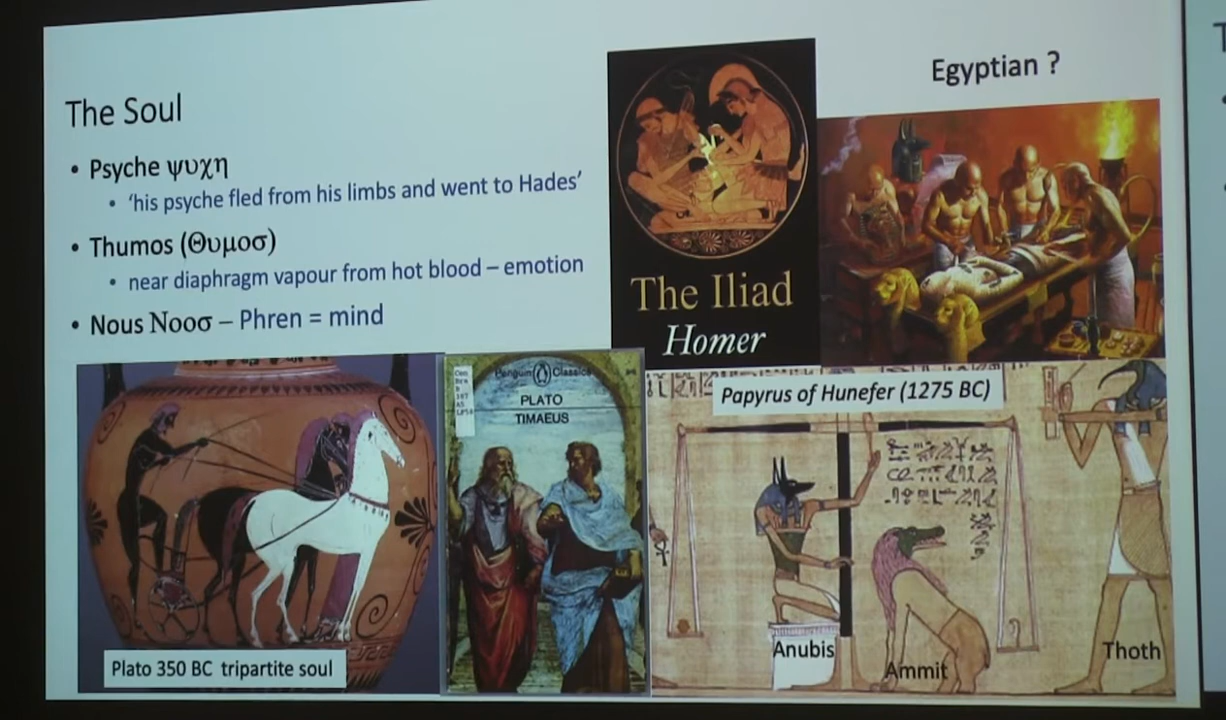 The Soul
• Psyche ψυχη
• ‘his psyche fled from his limbs and went to Hades’
• Thumos (Θυμοσ)
• near diaphragm vapour from hot blood – emotion
• Nous Νοοσ – Phren = mind
The Iliad
Homer
Egyptian ?
Plato 350 BC tripartite soul
Penguin Classics
PLATO
TIMAEUS
Papyrus of Hunefer (1275 BC)
Anubis
Ammit
Thoth